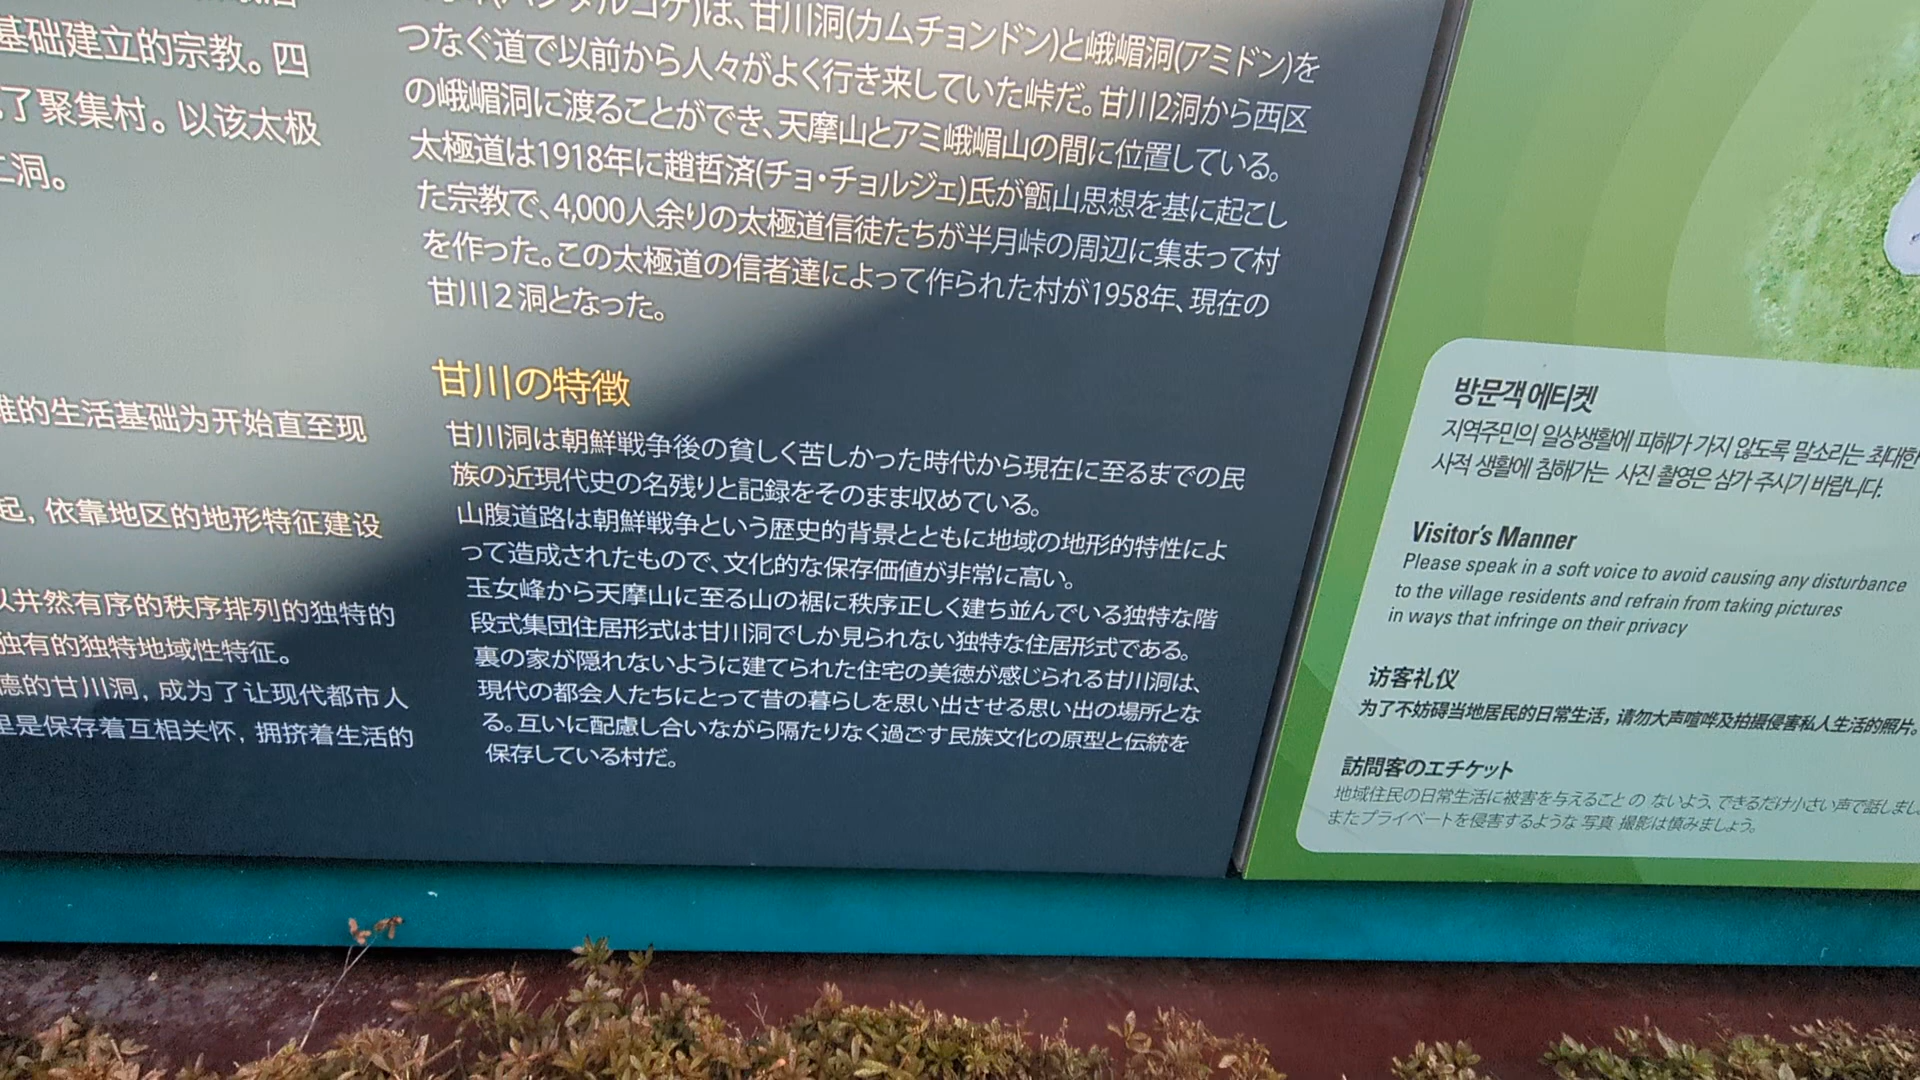 基础建立的宗教。四
了聚集村。以该太极
洞。
的生活基础为开始直至现
起, 依靠地区的地形特征建设
井然有序的秩序排列的独特的
独有的独特地域性特征。
德的甘川洞, 成为了让现代都市人
里是保存着互相关怀, 拥挤着生活的
は、甘川洞(カムチョンドン)と峨嵋洞(アミドン)を
つなぐ道で以前から人々がよく行き来していた峠だ。甘川2洞から西区
の峨嵋洞に渡ることができ、天摩山とアミ峨嵋山の間に位置している。
太極道は1918年に趙哲済(チョ・チョルジェ)氏が甑山思想を基に起こし
た宗教で、4,000人余りの太極道信徒たちが半月峠の周辺に集まって村
を作った。この太極道の信者達によって作られた村が1958年、現在の
甘川２洞となった。
甘川の特徴
甘川洞は朝鮮戦争後の貧しく苦しかった時代から現在に至るまでの民
族の近現代史の名残りと記録をそのまま収めている。
山腹道路は朝鮮戦争という歴史的背景とともに地域の地形的特性によ
って造成されたもので、文化的な保存価値が非常に高い。
玉女峰から天摩山に至る山の裾に秩序正しく建ち並んでいる独特な階
段式集団住居形式は甘川洞でしか見られない独特な住居形式である。
裏の家が隠れないように建てられた住宅の美徳が感じられる甘川洞は、
現代の都会人たちにとって昔の暮らしを思い出させる思い出の場所とな
る。互いに配慮し合いながら隔たりなく過ごす民族文化の原型と伝統を
保存している村だ。
방문객 에티켓
지역주민의 일상생활에 피해가 가지 않도록 말소리는 최대한
사적 생활에 침해가는 사진 촬영은 삼가 주시기 바랍니다.
Visitor's Manner
Please speak in a soft voice to avoid causing any disturbance
to the village residents and refrain from taking pictures
in ways that infringe on their privacy
访客礼仪
为了不妨碍当地居民的日常生活, 请勿大声喧哗及拍摄侵害私人生活的照片。
訪問客のエチケット
地域住民の日常生活に被害を与えること の ないよう、できるだけ小さい声で話しまし
またプライベートを侵害するような 写真 撮影は慎みましょう。